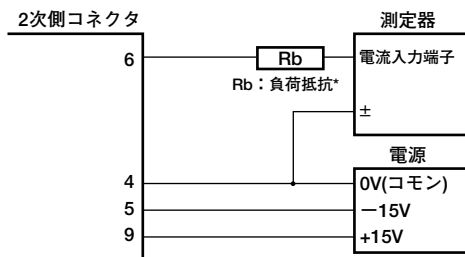 2次側コネクタ
測定器
6
Rb
電流入力端子
Rb：負荷抵抗*
±
電源
4
0V(コモン)
5
－15V
9
+15V